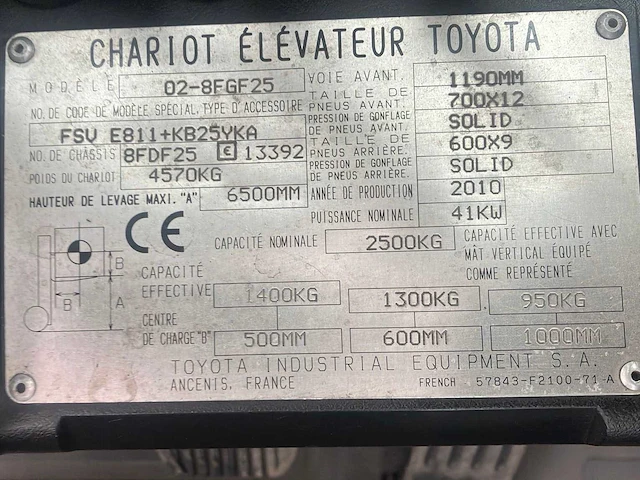 CHARIOT ÉLÉVATEUR TOYOTA
MODÈLE 02-8FGF25
NO. DE CODE DE MODÈLE SPÉCIAL, TYPE D'ACCESSOIRE
FSV E811+KB25YKA
NO. DE CHÂSSIS 8FDF25 E 13392
POIDS DU CHARIOT 4570KG
HAUTEUR DE LEVAGE MAXI. "A" 6500MM
VOIE AVANT. 1190MM
TAILLE DE PNEUS AVANT. 700X12
PRESSION DE GONFLAGE DE PNEUS AVANT. SOLID
TAILLE DE PNEUS ARRIÈRE. 600X9
PRESSION DE GONFLAGE DE PNEUS ARRIÈRE. SOLID
ANNÉE DE PRODUCTION 2010
PUISSANCE NOMINALE 41KW
CE
CAPACITÉ NOMINALE 2500KG
CAPACITÉ EFFECTIVE AVEC
MÂT VERTICAL ÉQUIPÉ
COMME REPRÉSENTÉ
B
B
A
CAPACITÉ
EFFECTIVE 1400KG 1300KG 950KG
CENTRE
DE CHARGE "B" 500MM 600MM 1000MM
TOYOTA INDUSTRIAL EQUIPMENT S.A.
ANCENIS, FRANCE
FRENCH 57843-F2100-71-A